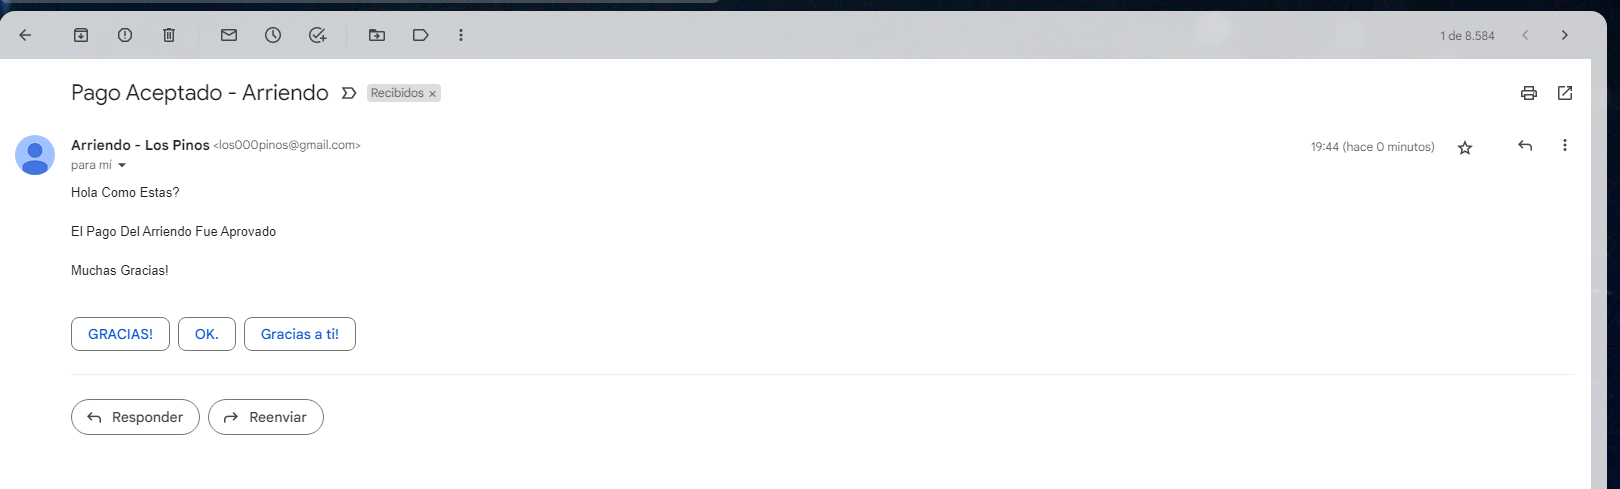 1 de 8.584
Pago Aceptado - Arriendo Recibidos ×
Arriendo - Los Pinos <los000pinos@gmail.com> 19:44 (hace 0 minutos)
para mí
Hola Como Estas?
El Pago Del Arriendo Fue Aprovado
Muchas Gracias!
GRACIAS! OK. Gracias a ti!
Responder Reenviar